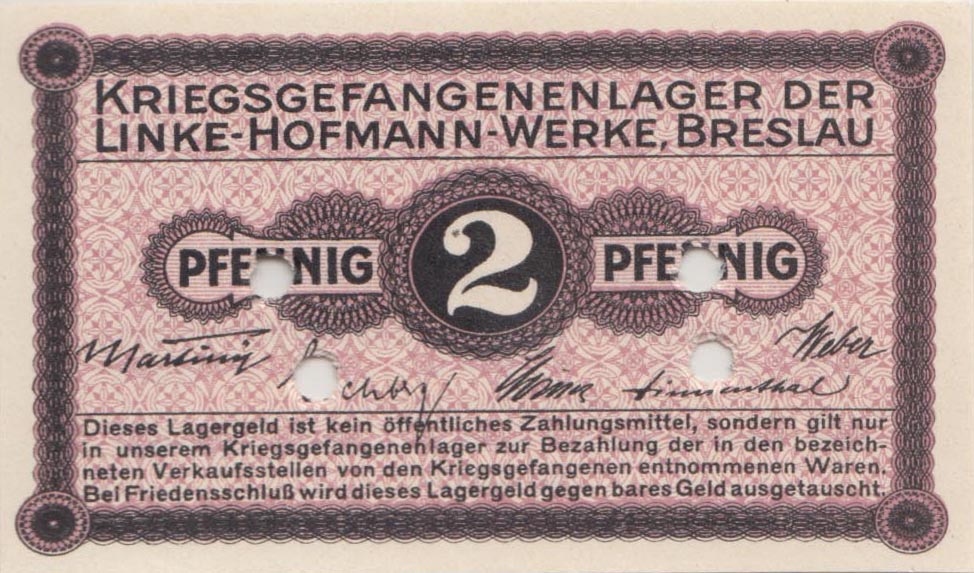 KRIEGSGEFANGENENLAGER DER
LINKE-HOFMANN-WERKE, BRESLAU
PFENNIG 2 PFENNIG
Martini Weber
Dieses Lagergeld ist kein öffentliches Zahlungsmittel, sondern gilt nur
in unserem Kriegsgefangenenlager zur Bezahlung der in den bezeich-
neten Verkaufsstellen von den Kriegsgefangenen entnommenen Waren.
Bei Friedensschluß wird dieses Lagergeld gegen bares Geld ausgetauscht.